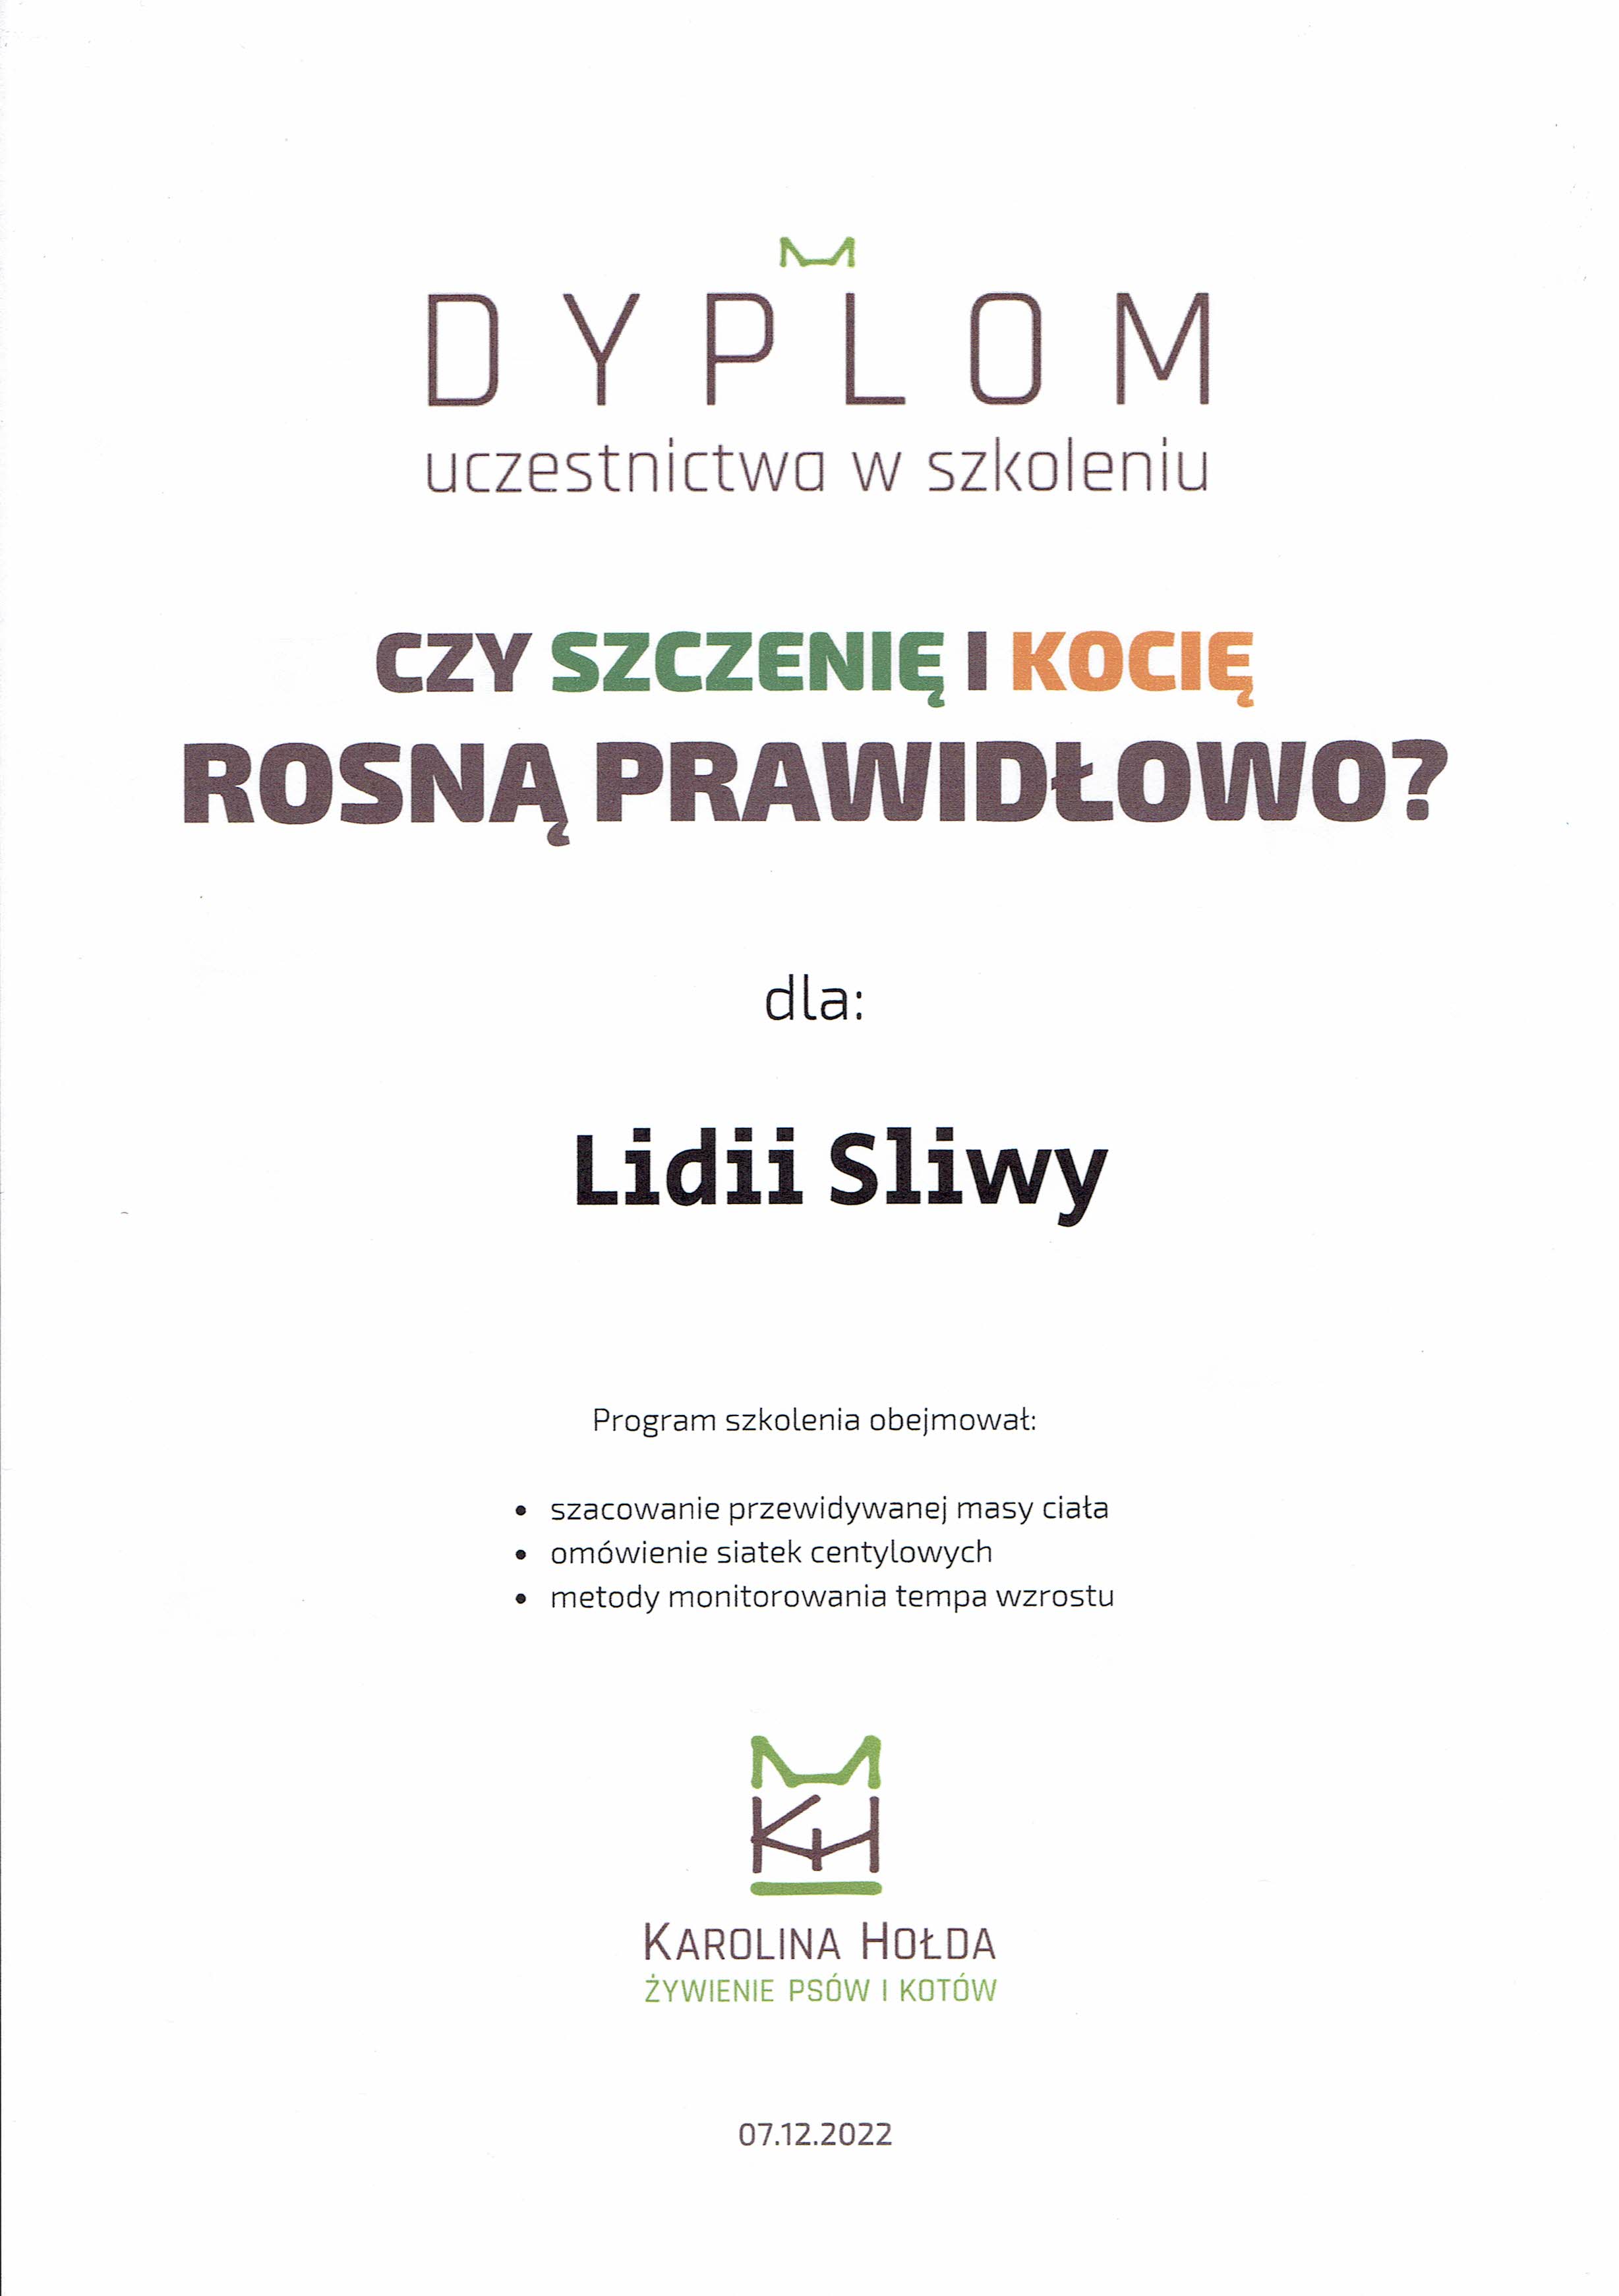 DYPLOM
uczestnictwa w szkoleniu
CZY SZCZENIĘ I KOCIĘ
ROSNĄ PRAWIDŁOWO?
dla:
Lidii Sliwy
Program szkolenia obejmował:
• szacowanie przewidywanej masy ciała
• omówienie siatek centylowych
• metody monitorowania tempa wzrostu
KH
KAROLINA HOŁDA
ŻYWIENIE PSÓW I KOTÓW
07.12.2022